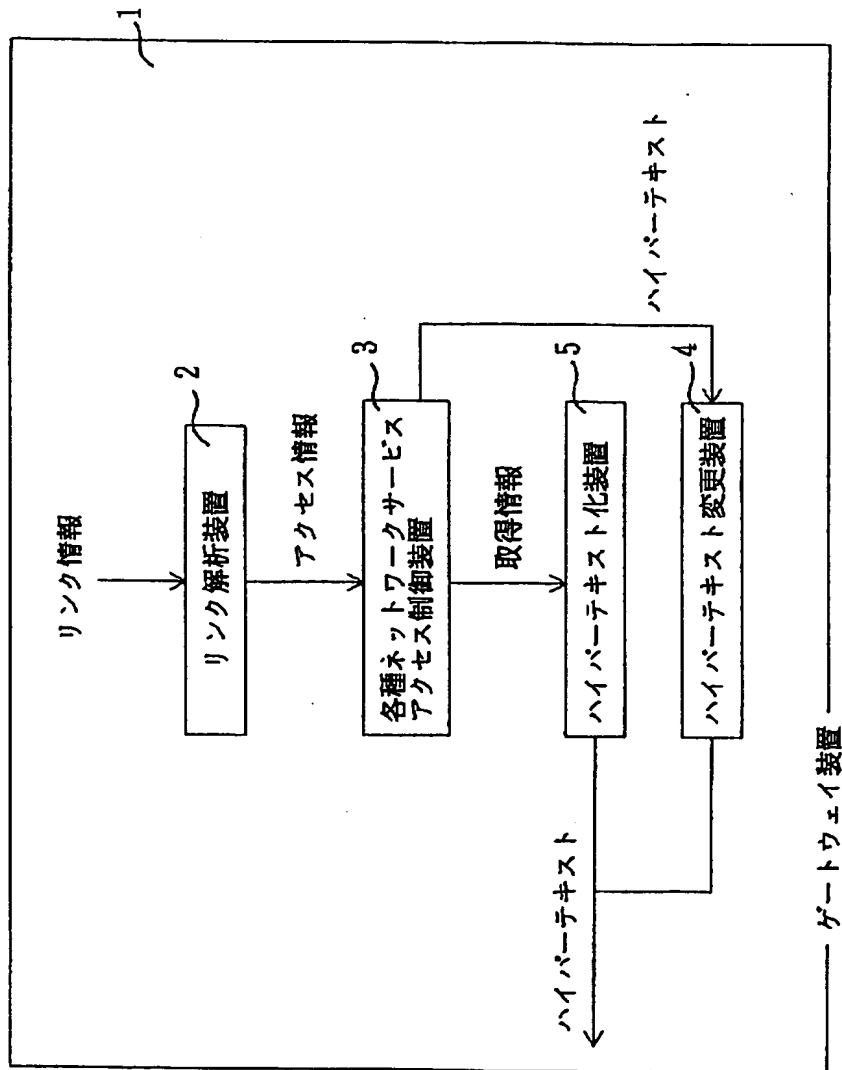 1
リンク情報
2
リンク解析装置
アクセス情報
3
各種ネットワークサービス
アクセス制御装置
ハイパーテキスト
取得情報
5
ハイパーテキスト化装置
4
ハイパーテキスト変更装置
ハイパーテキスト
ゲートウェイ装置